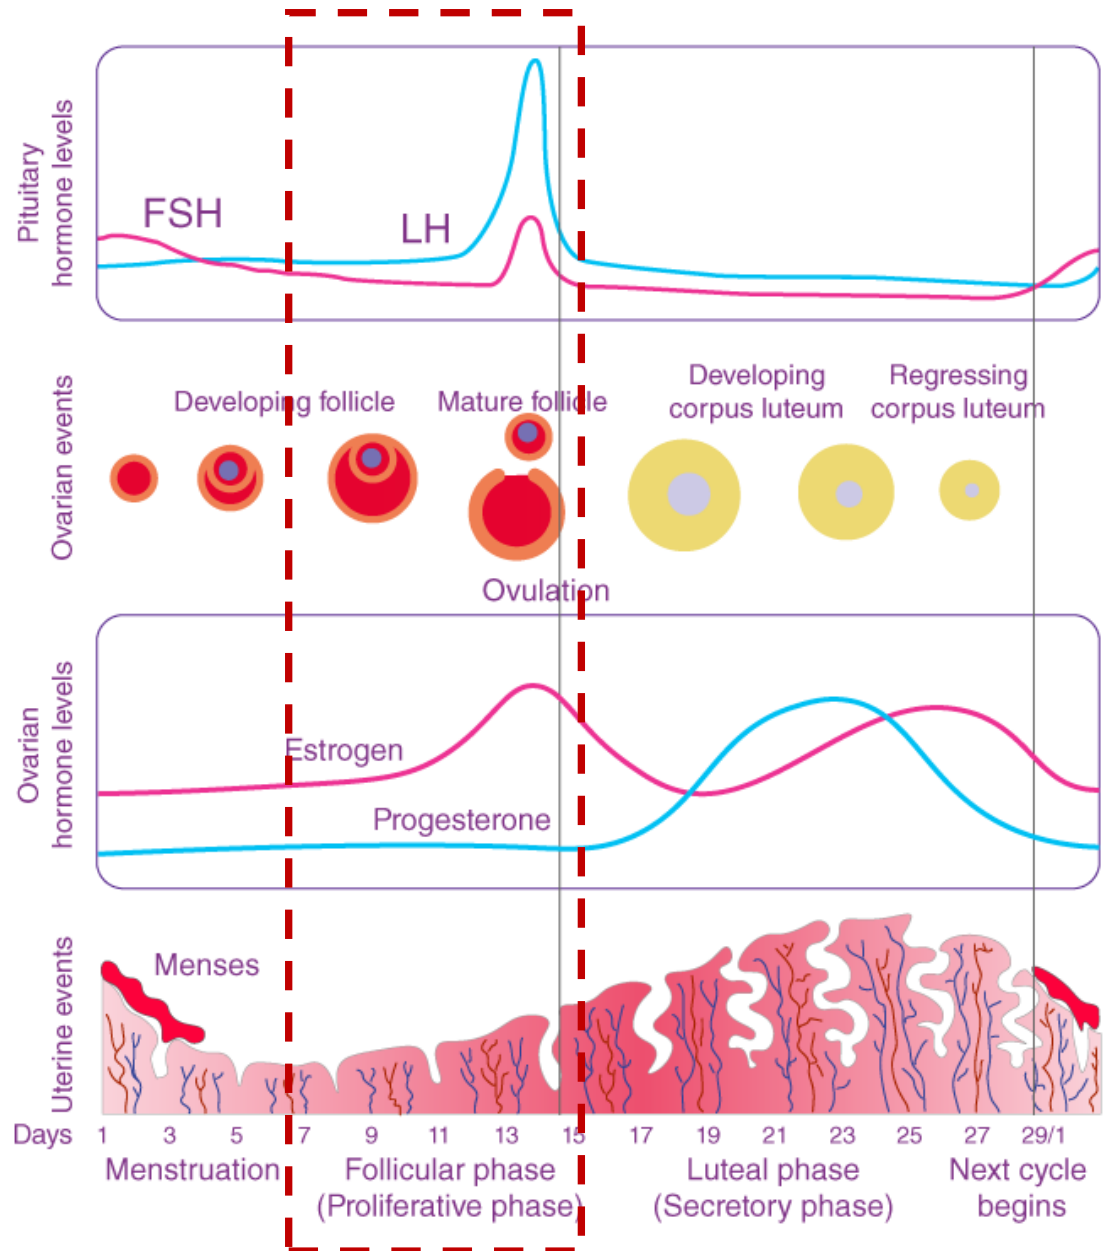 Pituitary
hormone levels
FSH
LH
Ovarian events
Developing follicle
Mature follicle
Developing
corpus luteum
Regressing
corpus luteum
Ovulation
Ovarian
hormone levels
Estrogen
Progesterone
Uterine events
Menses
Days 1 3 5 7 9 11 13 15 17 19 21 23 25 27 29/1
Menstruation
Follicular phase
(Proliferative phase)
Luteal phase
(Secretory phase)
Next cycle
begins